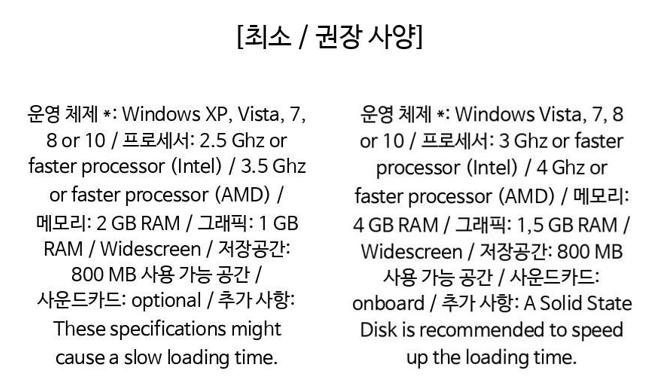 [최소 / 권장 사양]
운영 체제 *: Windows XP, Vista, 7,
8 or 10 / 프로세서: 2.5 Ghz or
faster processor (Intel) / 3.5 Ghz
or faster processor (AMD) /
메모리: 2 GB RAM / 그래픽: 1 GB
RAM / Widescreen / 저장공간:
800 MB 사용 가능 공간 /
사운드카드: optional / 추가 사항:
These specifications might
cause a slow loading time.
운영 체제 *: Windows Vista, 7, 8
or 10 / 프로세서: 3 Ghz or faster
processor (Intel) / 4 Ghz or
faster processor (AMD) / 메모리:
4 GB RAM / 그래픽: 1,5 GB RAM /
Widescreen / 저장공간: 800 MB
사용 가능 공간 / 사운드카드:
onboard / 추가 사항: A Solid State
Disk is recommended to speed
up the loading time.